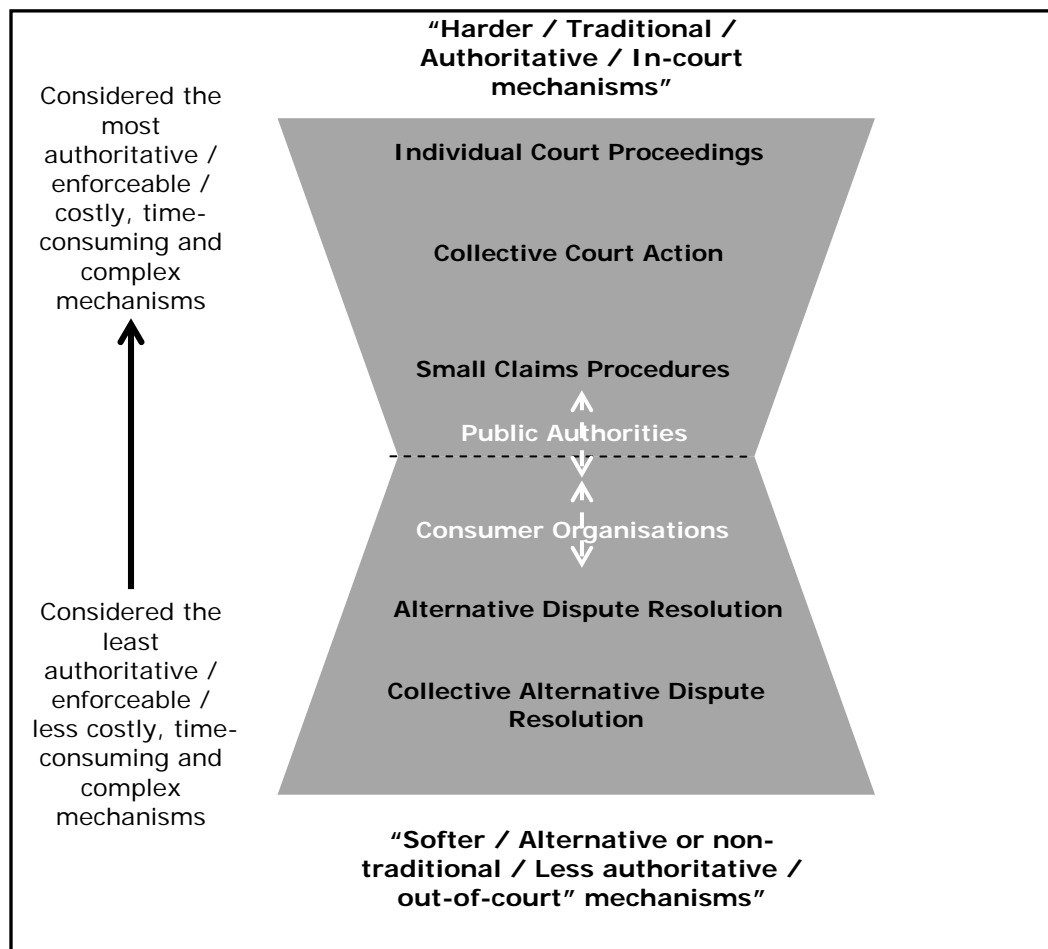 “Harder / Traditional /
Authoritative / In-court
mechanisms”
Considered the
most
authoritative /
enforceable /
costly, time-
consuming and
complex
mechanisms
Individual Court Proceedings
Collective Court Action
Small Claims Procedures
Public Authorities
Consumer Organisations
Alternative Dispute Resolution
Collective Alternative Dispute
Resolution
Considered the
least
authoritative /
enforceable /
less costly, time-
consuming and
complex
mechanisms
“Softer / Alternative or non-
traditional / Less authoritative /
out-of-court” mechanisms”